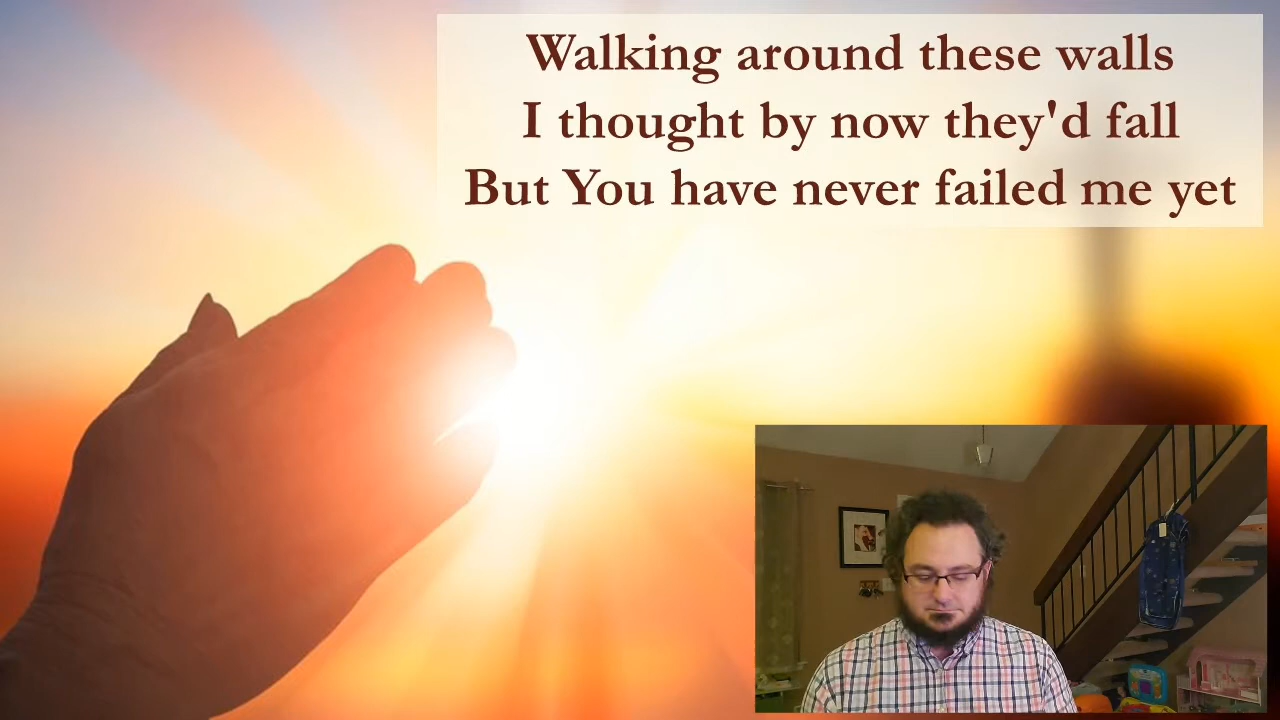 Walking around these walls
I thought by now they'd fall
But You have never failed me yet